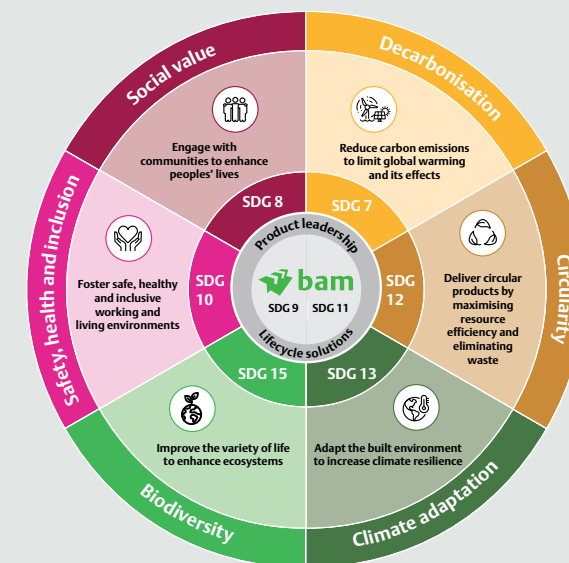 Social value
Engage with
communities to enhance
peoples' lives
SDG 8
Decarbonisation
Reduce carbon emissions
to limit global warming
and its effects
SDG 7
Circularity
Deliver circular
products by
maximising
resource
efficiency and
eliminating
waste
SDG
12
Climate adaptation
Adapt the built environment
to increase climate resilience
SDG 13
Biodiversity
Improve the variety of life
to enhance ecosystems
SDG 15
Safety, health and inclusion
Foster safe, healthy
and inclusive
working and
living environments
SDG
10
Product leadership
bam
SDG 9
SDG 11
Lifecycle solutions